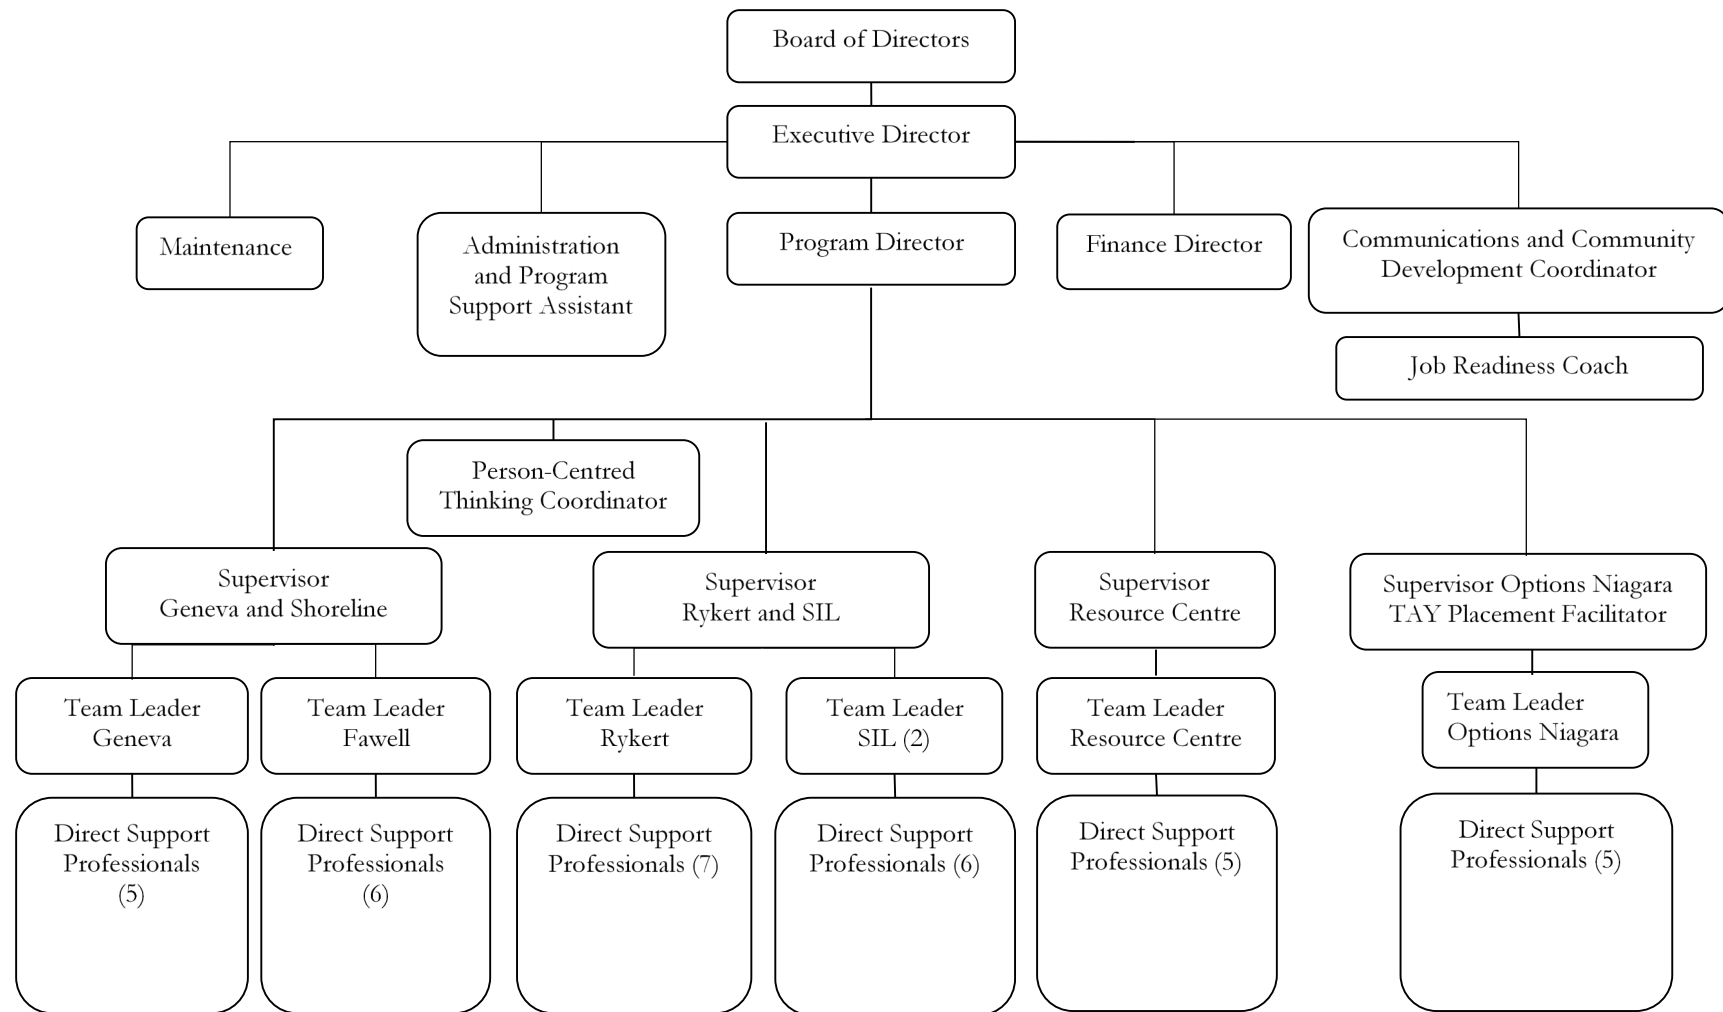 Board of Directors
Executive Director
Maintenance
Administration
and Program
Support Assistant
Program Director
Finance Director
Communications and Community
Development Coordinator
Job Readiness Coach
Person-Centred
Thinking Coordinator
Supervisor
Geneva and Shoreline
Supervisor
Rykert and SIL
Supervisor
Resource Centre
Supervisor Options Niagara
TAY Placement Facilitator
Team Leader
Geneva
Team Leader
Fawell
Team Leader
Rykert
Team Leader
SIL (2)
Team Leader
Resource Centre
Team Leader
Options Niagara
Direct Support
Professionals
(5)
Direct Support
Professionals
(6)
Direct Support
Professionals (7)
Direct Support
Professionals (6)
Direct Support
Professionals (5)
Direct Support
Professionals (5)